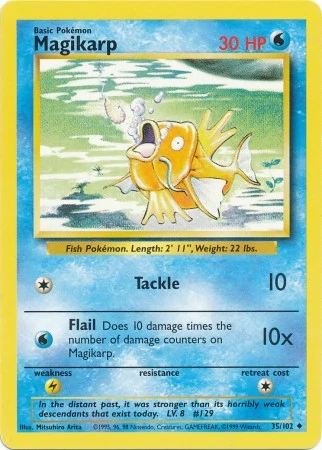 Basic Pokémon
Magikarp 30 HP
Fish Pokémon. Length: 2' 11", Weight: 22 lbs.
Tackle 10
Flail Does 10 damage times the 10x
number of damage counters on
Magikarp.
weakness resistance retreat cost
In the distant past, it was stronger than its horribly weak
descendants that exist today. LV. 8 #129
Illus. Mitsuhiro Arita ©1995, 96, 98 Nintendo, Creatures, GAMEFREAK. ©1999 Wizards. 35/102